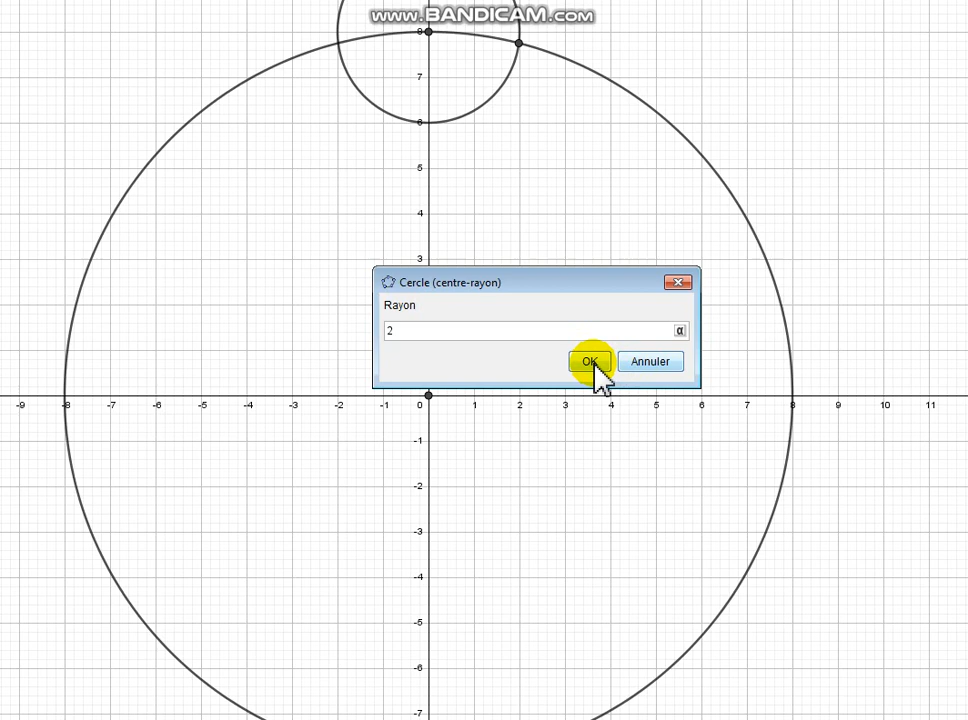 www.BANDICAM.com
8
7
6
5
4
3
Cercle (centre-rayon)
Rayon
2
α
OK Annuler
-9 -8 -7 -6 -5 -4 -3 -2 -1 0 1 2 3 4 5 6 7 8 9 10 11
-1
-2
-3
-4
-5
-6
-7